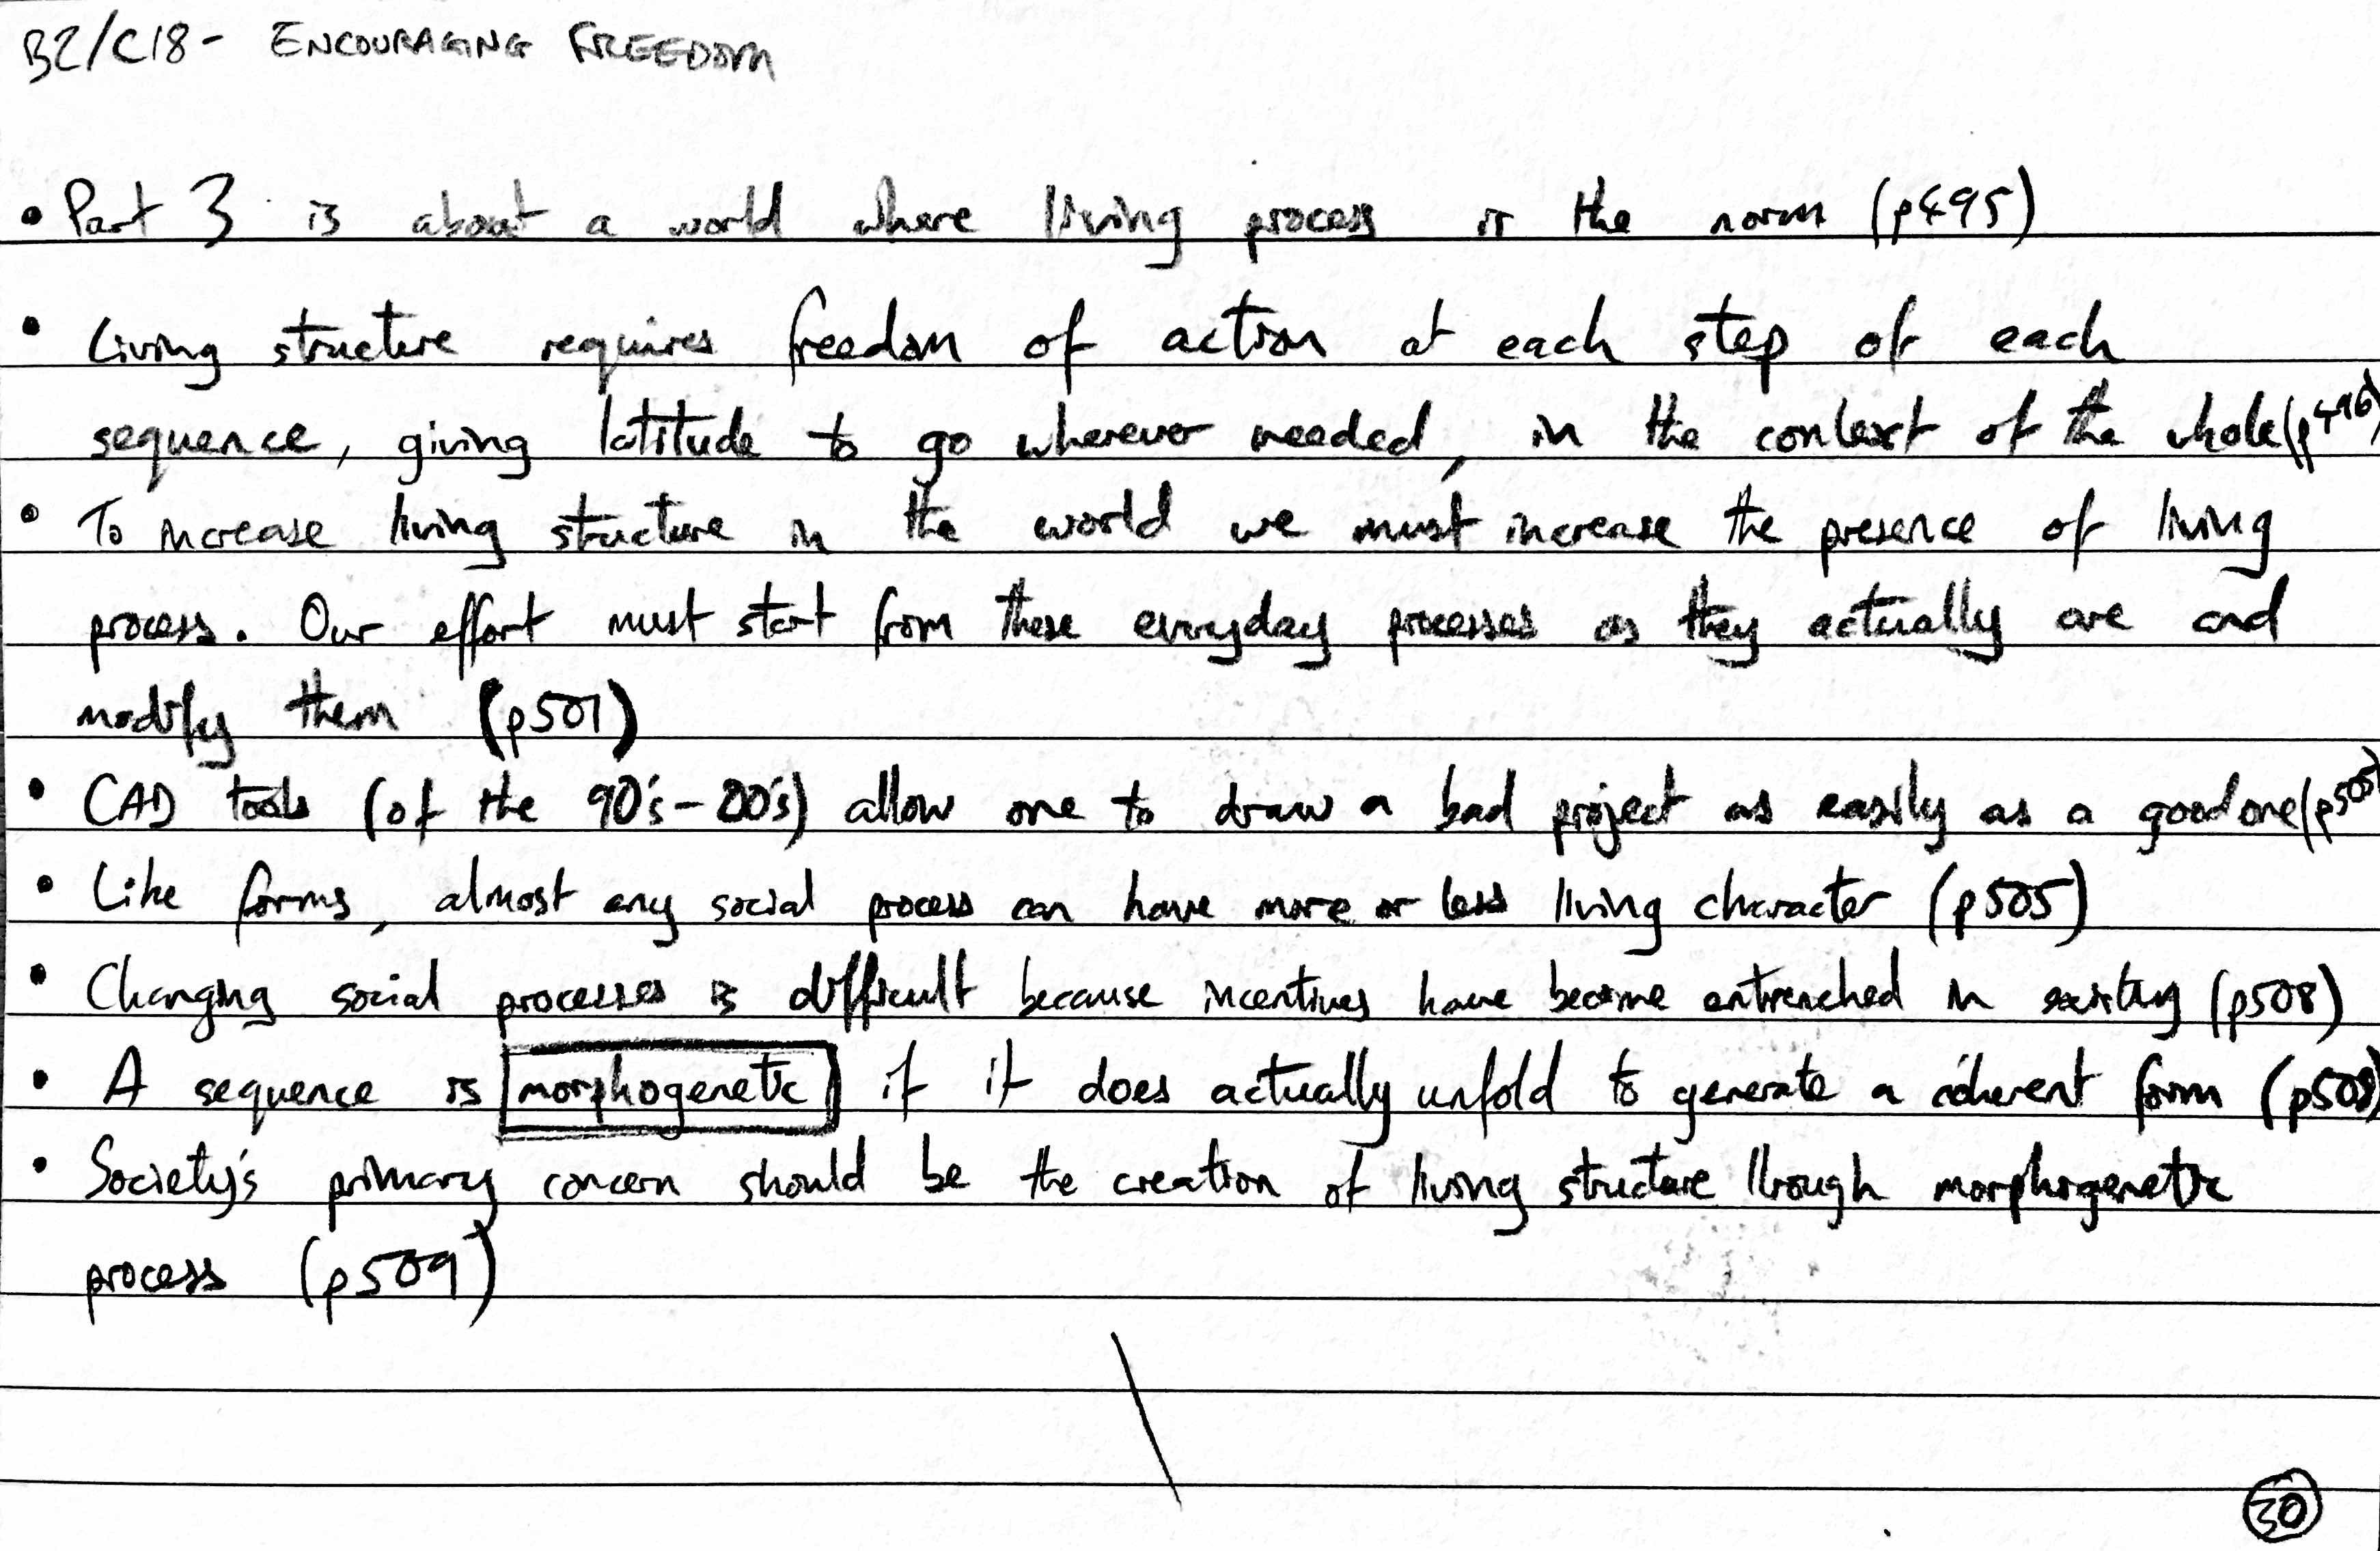 B2/C18 - ENCOURAGING FREEDOM
• Part 3 is about a world where living process is the norm (p495)
• Living structure requires freedom of action at each step of each
sequence, giving latitude to go wherever needed, in the context of the whole (p496)
• To increase living structure in the world we must increase the presence of living
process. Our effort must start from these everyday processes as they actually are and
modify them (p501)
• CAD tools (of the 90's-00's) allow one to draw a bad project as easily as a good one (p505)
• Like forms, almost any social process can have more or less living character (p505)
• Changing social processes is difficult because incentives have become entrenched in existing (p508)
• A sequence is morphogenetic if it does actually unfold to generate a coherent form (p508)
• Society's primary concern should be the creation of living structure through morphogenetic
process (p509)
30